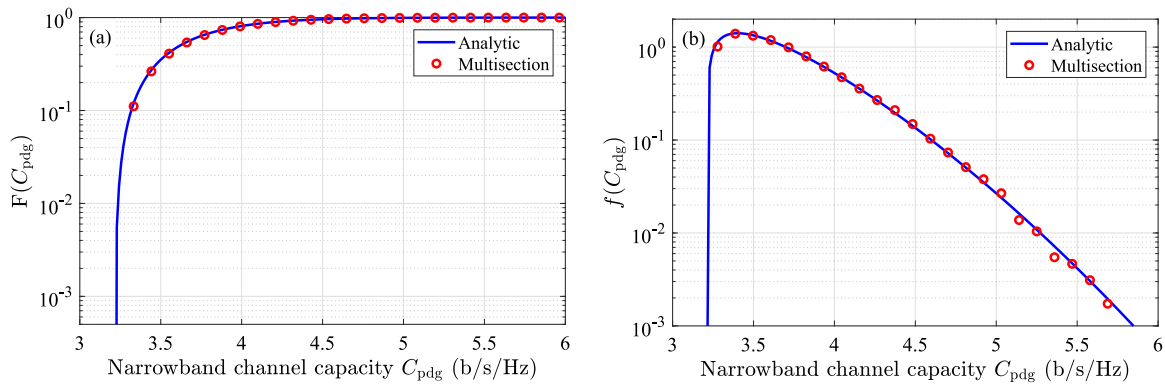 (a)
Analytic
Multisection
F(C_pdg)
10^0
10^-1
10^-2
10^-3
3 3.5 4 4.5 5 5.5 6
Narrowband channel capacity C_pdg (b/s/Hz)
(b)
Analytic
Multisection
f(C_pdg)
10^0
10^-1
10^-2
10^-3
3 3.5 4 4.5 5 5.5 6
Narrowband channel capacity C_pdg (b/s/Hz)